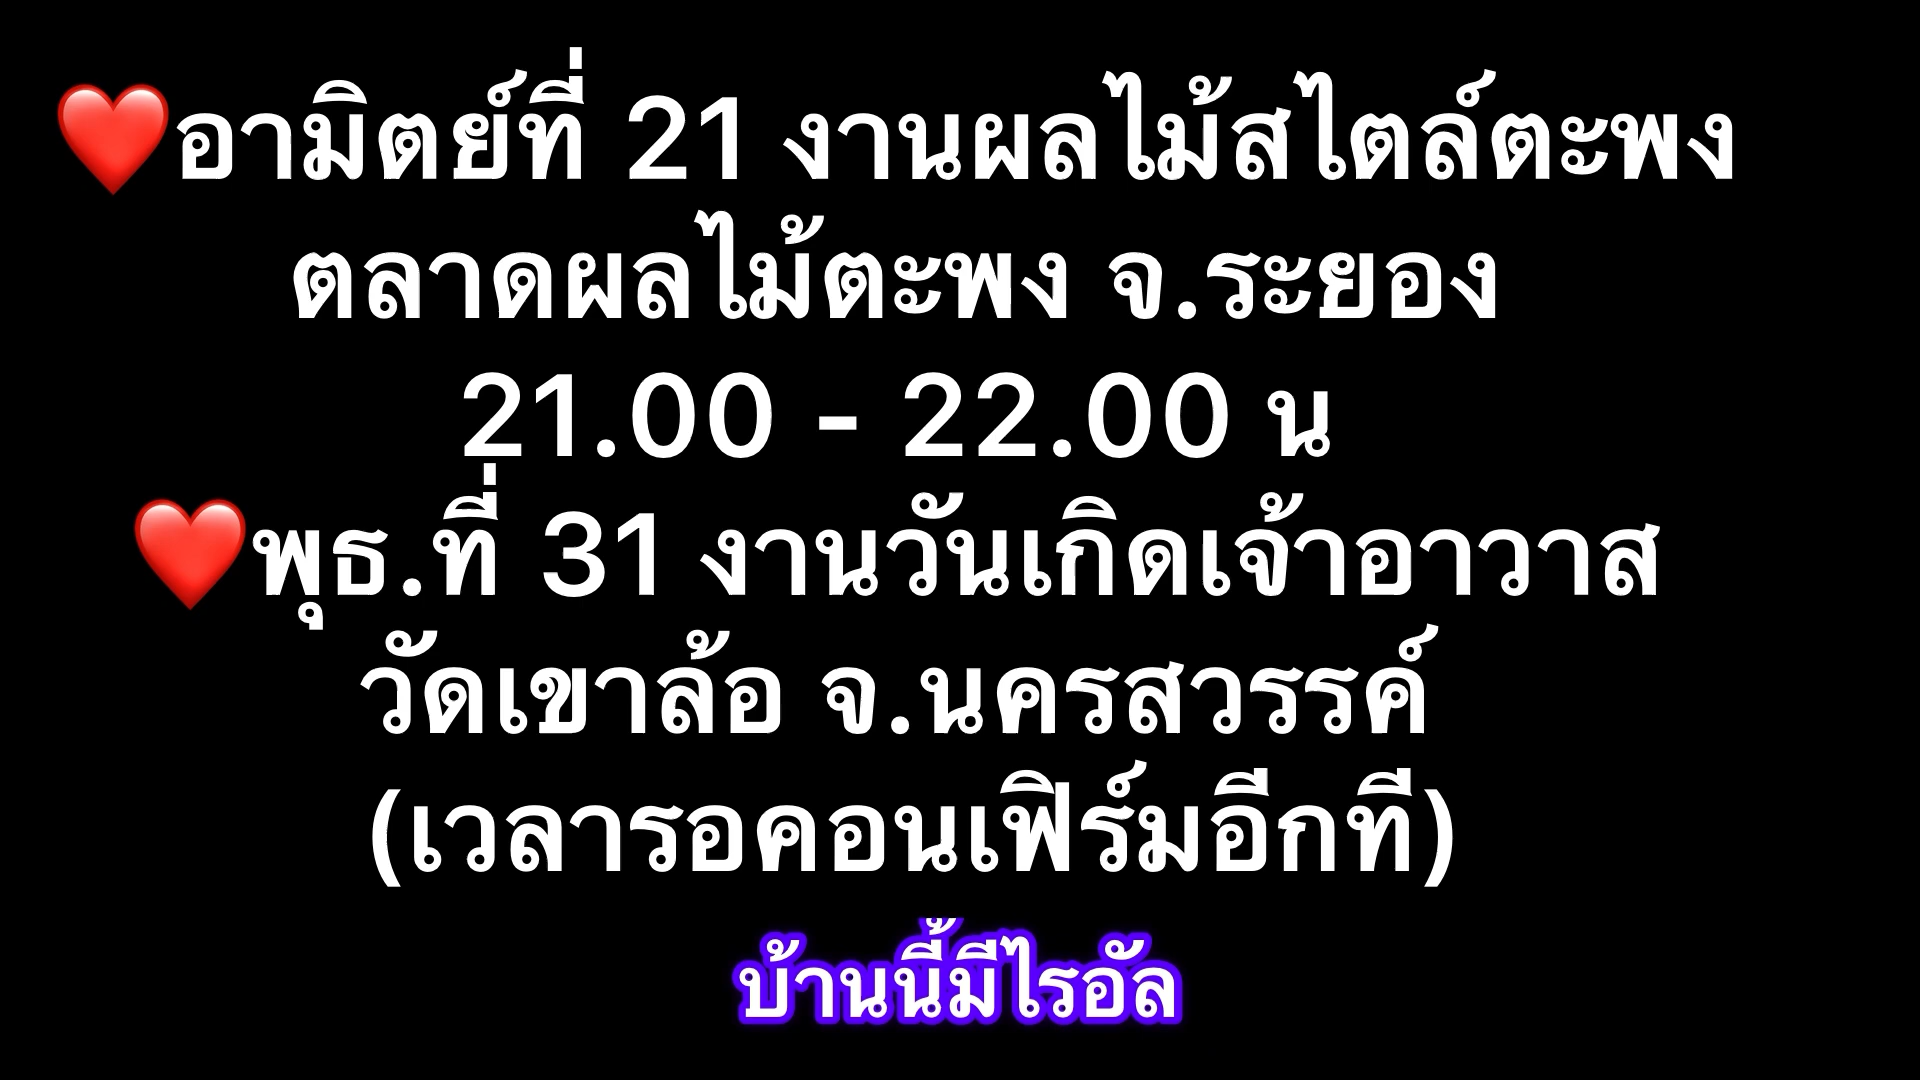 ❤️อามิตย์ที่ 21 งานผลไม้สไตล์ตะพง
ตลาดผลไม้ตะพง จ.ระยอง
21.00 - 22.00 น
❤️พุธ.ที่ 31 งานวันเกิดเจ้าอาวาส
วัดเขาล้อ จ.นครสวรรค์
(เวลารอคอนเฟิร์มอีกที)
บ้านนี้มีไรอัล